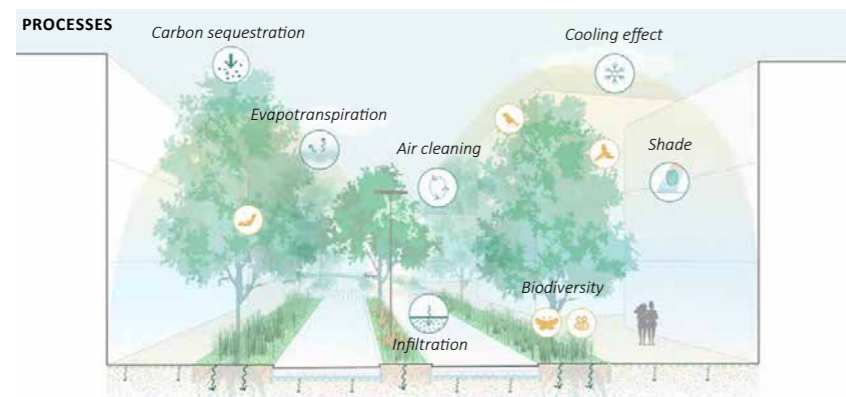 PROCESSES
Carbon sequestration
Cooling effect
Evapotranspiration
Air cleaning
Shade
Biodiversity
Infiltration